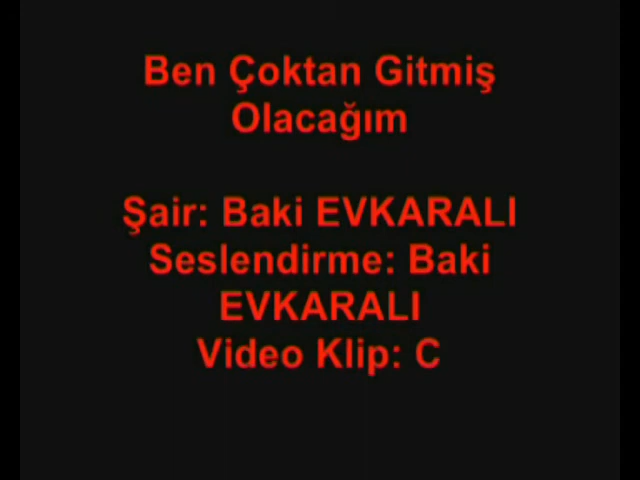 Ben Çoktan Gitmiş
Olacağım
Şair: Baki EVKARALI
Seslendirme: Baki
EVKARALI
Video Klip: C